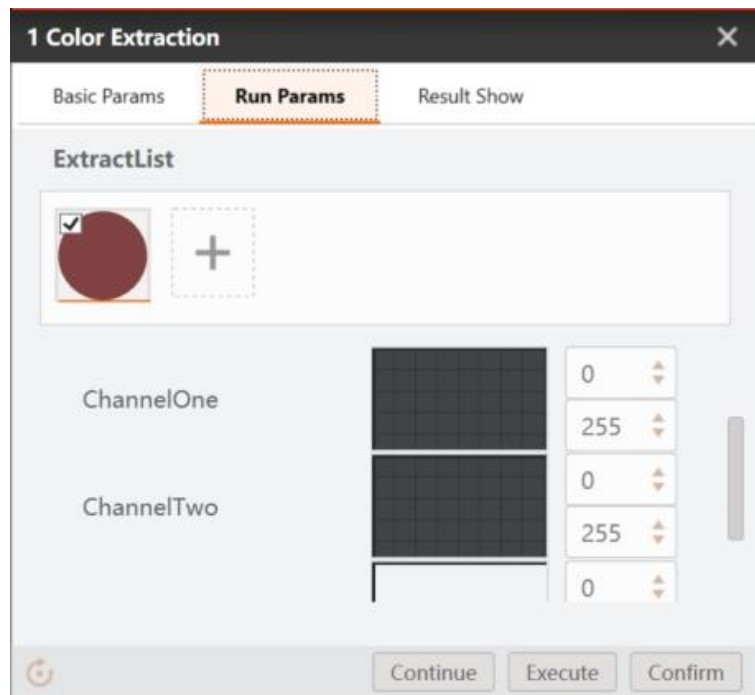 1 Color Extraction
Basic Params Run Params Result Show
ExtractList
ChannelOne
0
255
ChannelTwo
0
255
0
Continue Execute Confirm